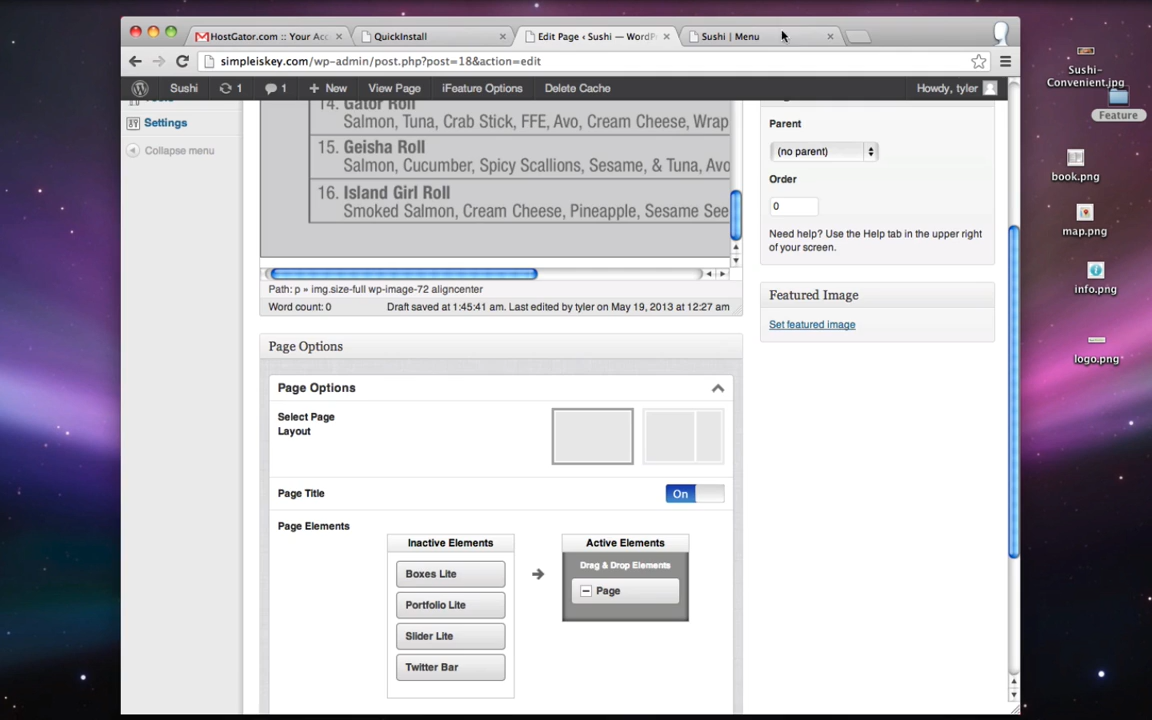 HostGator.com :: Your Acc
QuickInstall
Edit Page ‹ Sushi — WordP
Sushi | Menu
simpleiskey.com/wp-admin/post.php?post=18&action=edit
Sushi
1
1
+ New
View Page
iFeature Options
Delete Cache
Howdy, tyler
Settings
Collapse menu
14. Gator Roll
Salmon, Tuna, Crab Stick, FFE, Avo, Cream Cheese, Wrap
15. Geisha Roll
Salmon, Cucumber, Spicy Scallions, Sesame, & Tuna, Avo
16. Island Girl Roll
Smoked Salmon, Cream Cheese, Pineapple, Sesame See
Path: p » img.size-full wp-image-72 aligncenter
Word count: 0
Draft saved at 1:45:41 am. Last edited by tyler on May 19, 2013 at 12:27 am
Parent
(no parent)
Order
0
Need help? Use the Help tab in the upper right
of your screen.
Featured Image
Set featured image
Page Options
Page Options
Select Page
Layout
Page Title
On
Page Elements
Inactive Elements
Boxes Lite
Portfolio Lite
Slider Lite
Twitter Bar
Active Elements
Drag & Drop Elements
Page
Sushi-
Convenient.jpg
Feature
book.png
map.png
info.png
logo.png